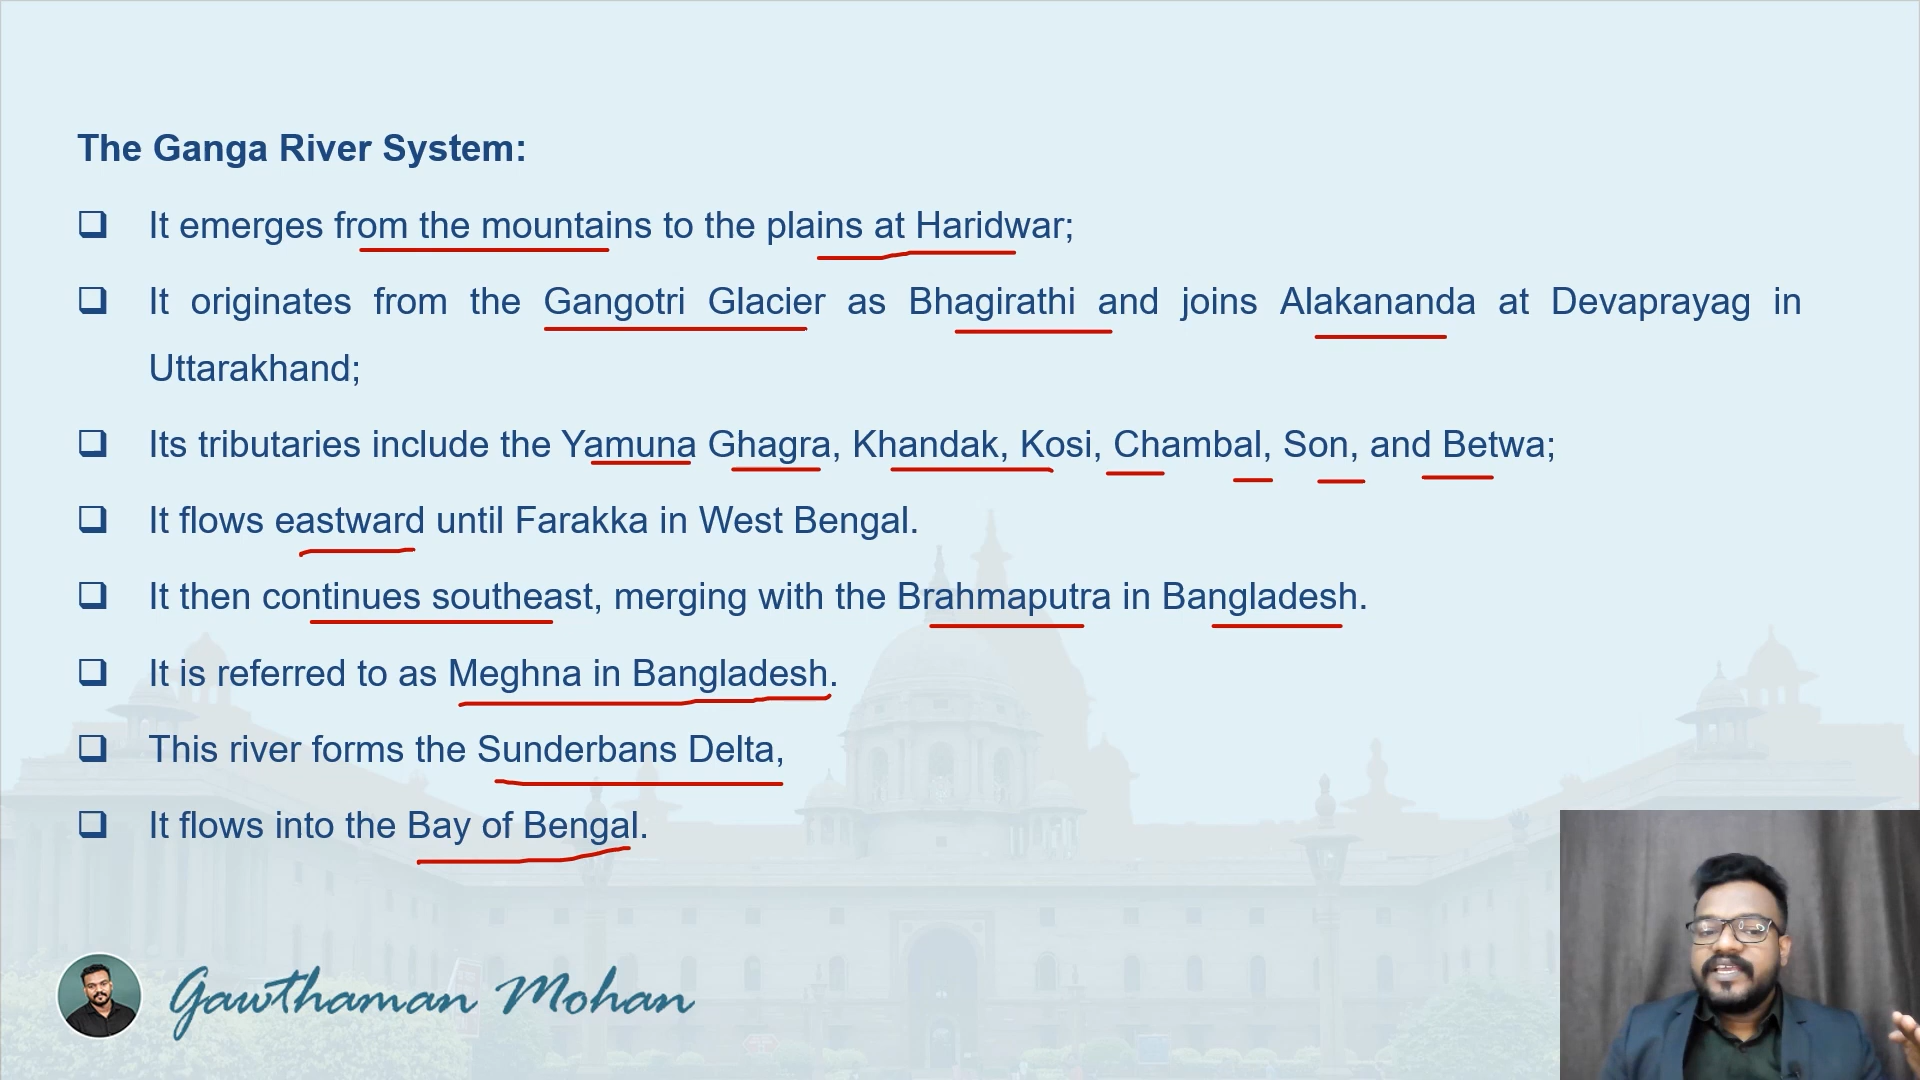 The Ganga River System:
It emerges from the mountains to the plains at Haridwar;
It originates from the Gangotri Glacier as Bhagirathi and joins Alakananda at Devaprayag in
Uttarakhand;
Its tributaries include the Yamuna Ghagra, Khandak, Kosi, Chambal, Son, and Betwa;
It flows eastward until Farakka in West Bengal.
It then continues southeast, merging with the Brahmaputra in Bangladesh.
It is referred to as Meghna in Bangladesh.
This river forms the Sunderbans Delta,
It flows into the Bay of Bengal.
Gawthaman Mohan